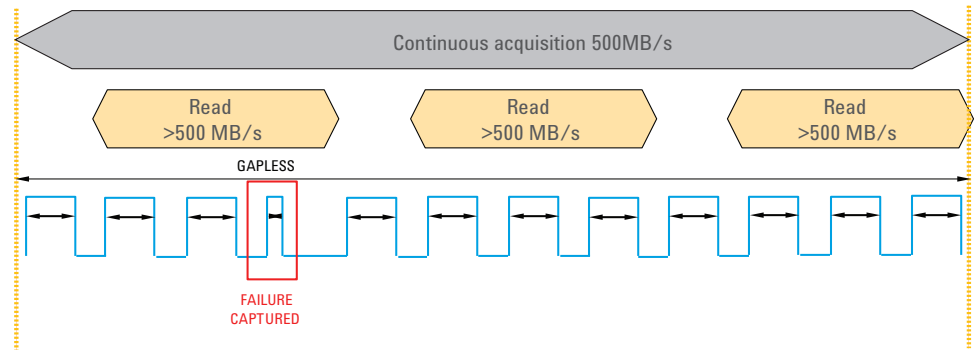 Continuous acquisition 500MB/s
Read
>500 MB/s
Read
>500 MB/s
Read
>500 MB/s
GAPLESS
FAILURE
CAPTURED